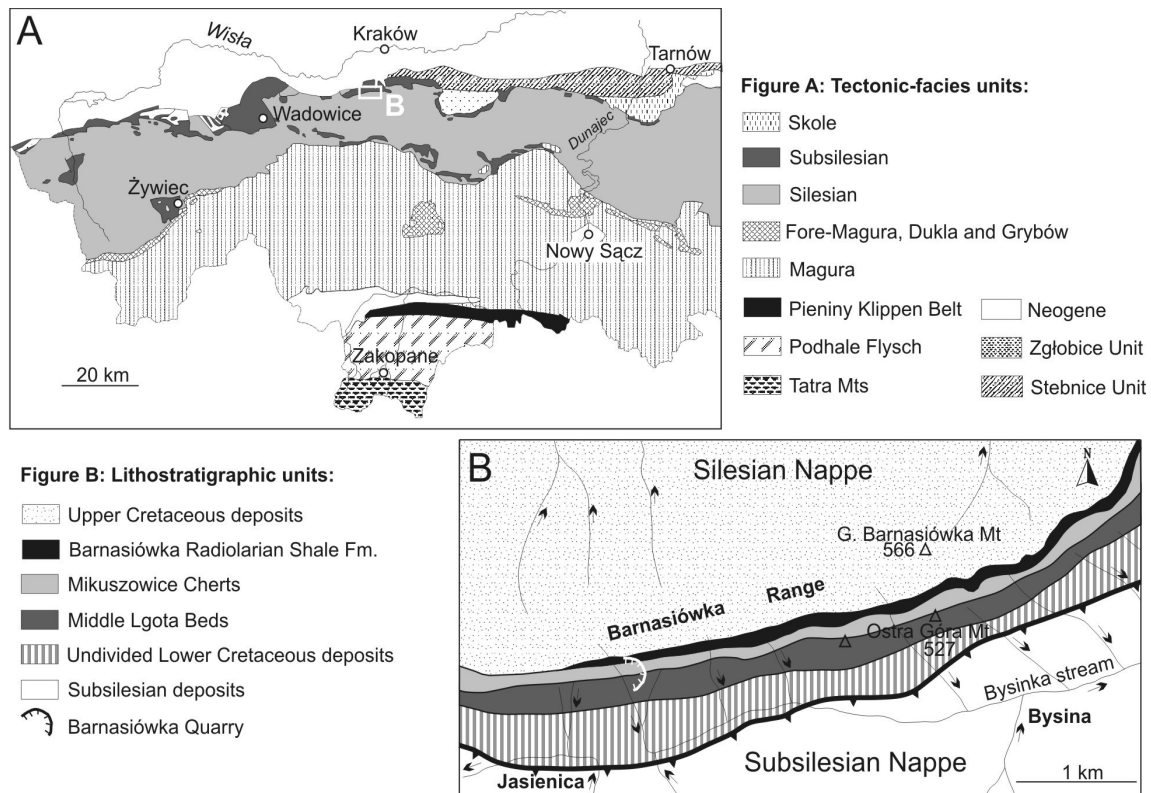 A
Wisła
Kraków
Tarnów
B
Wadowice
Dunajec
Żywiec
Nowy Sącz
Zakopane
20 km
Figure A: Tectonic-facies units:
Skole
Subsilesian
Silesian
Fore-Magura, Dukla and Grybów
Magura
Pieniny Klippen Belt
Neogene
Podhale Flysch
Zgłobice Unit
Tatra Mts
Stebnice Unit
Figure B: Lithostratigraphic units:
Upper Cretaceous deposits
Barnasiówka Radiolarian Shale Fm.
Mikuszowice Cherts
Middle Lgota Beds
Undivided Lower Cretaceous deposits
Subsilesian deposits
Barnasiówka Quarry
B
Silesian Nappe
N
G. Barnasiówka Mt
566
Barnasiówka Range
Ostra Góra Mt
527
Bysinka stream
Bysina
Jasienica
Subsilesian Nappe
1 km